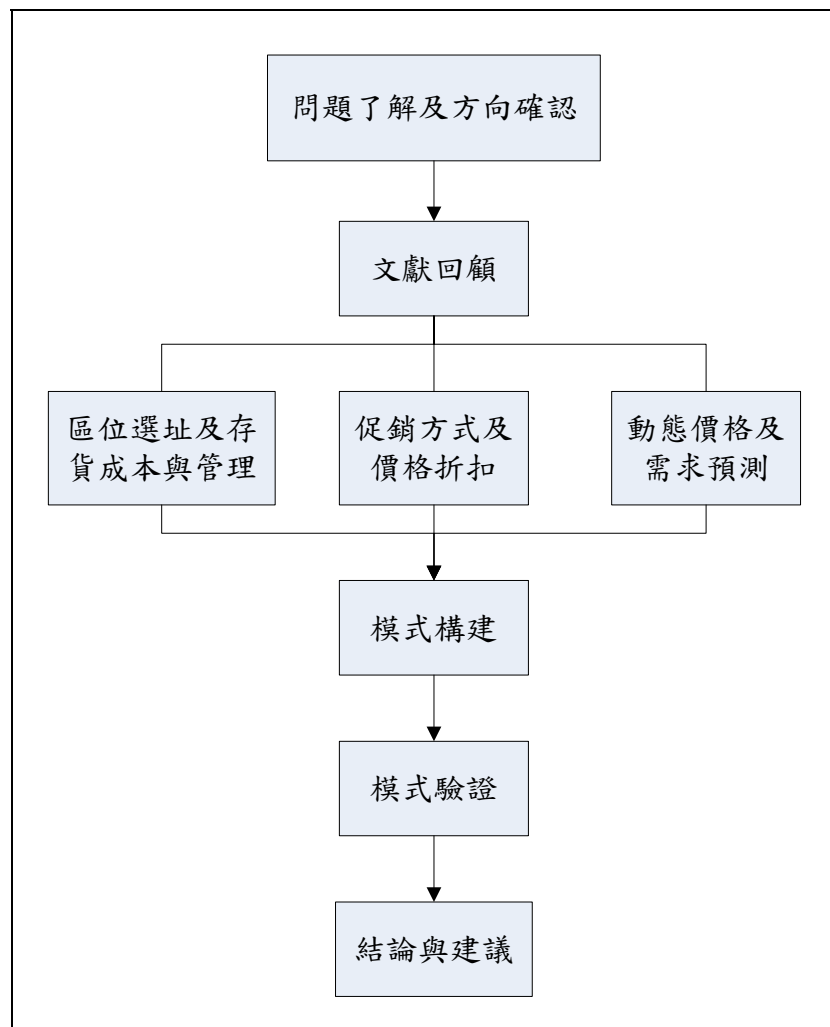 問題了解及方向確認
文獻回顧
區位選址及存
貨成本與管理
促銷方式及
價格折扣
動態價格及
需求預測
模式構建
模式驗證
結論與建議